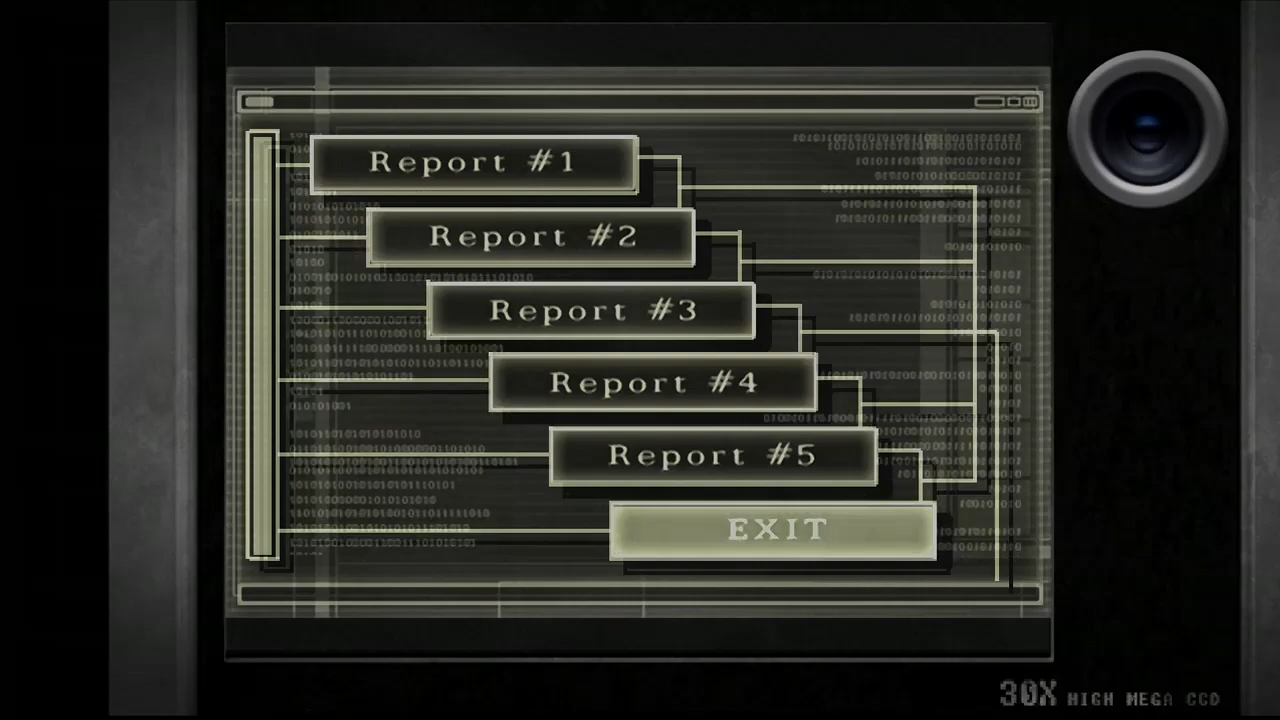 Report #1
Report #2
Report #3
Report #4
Report #5
EXIT
30X HIGH MEGA CCD